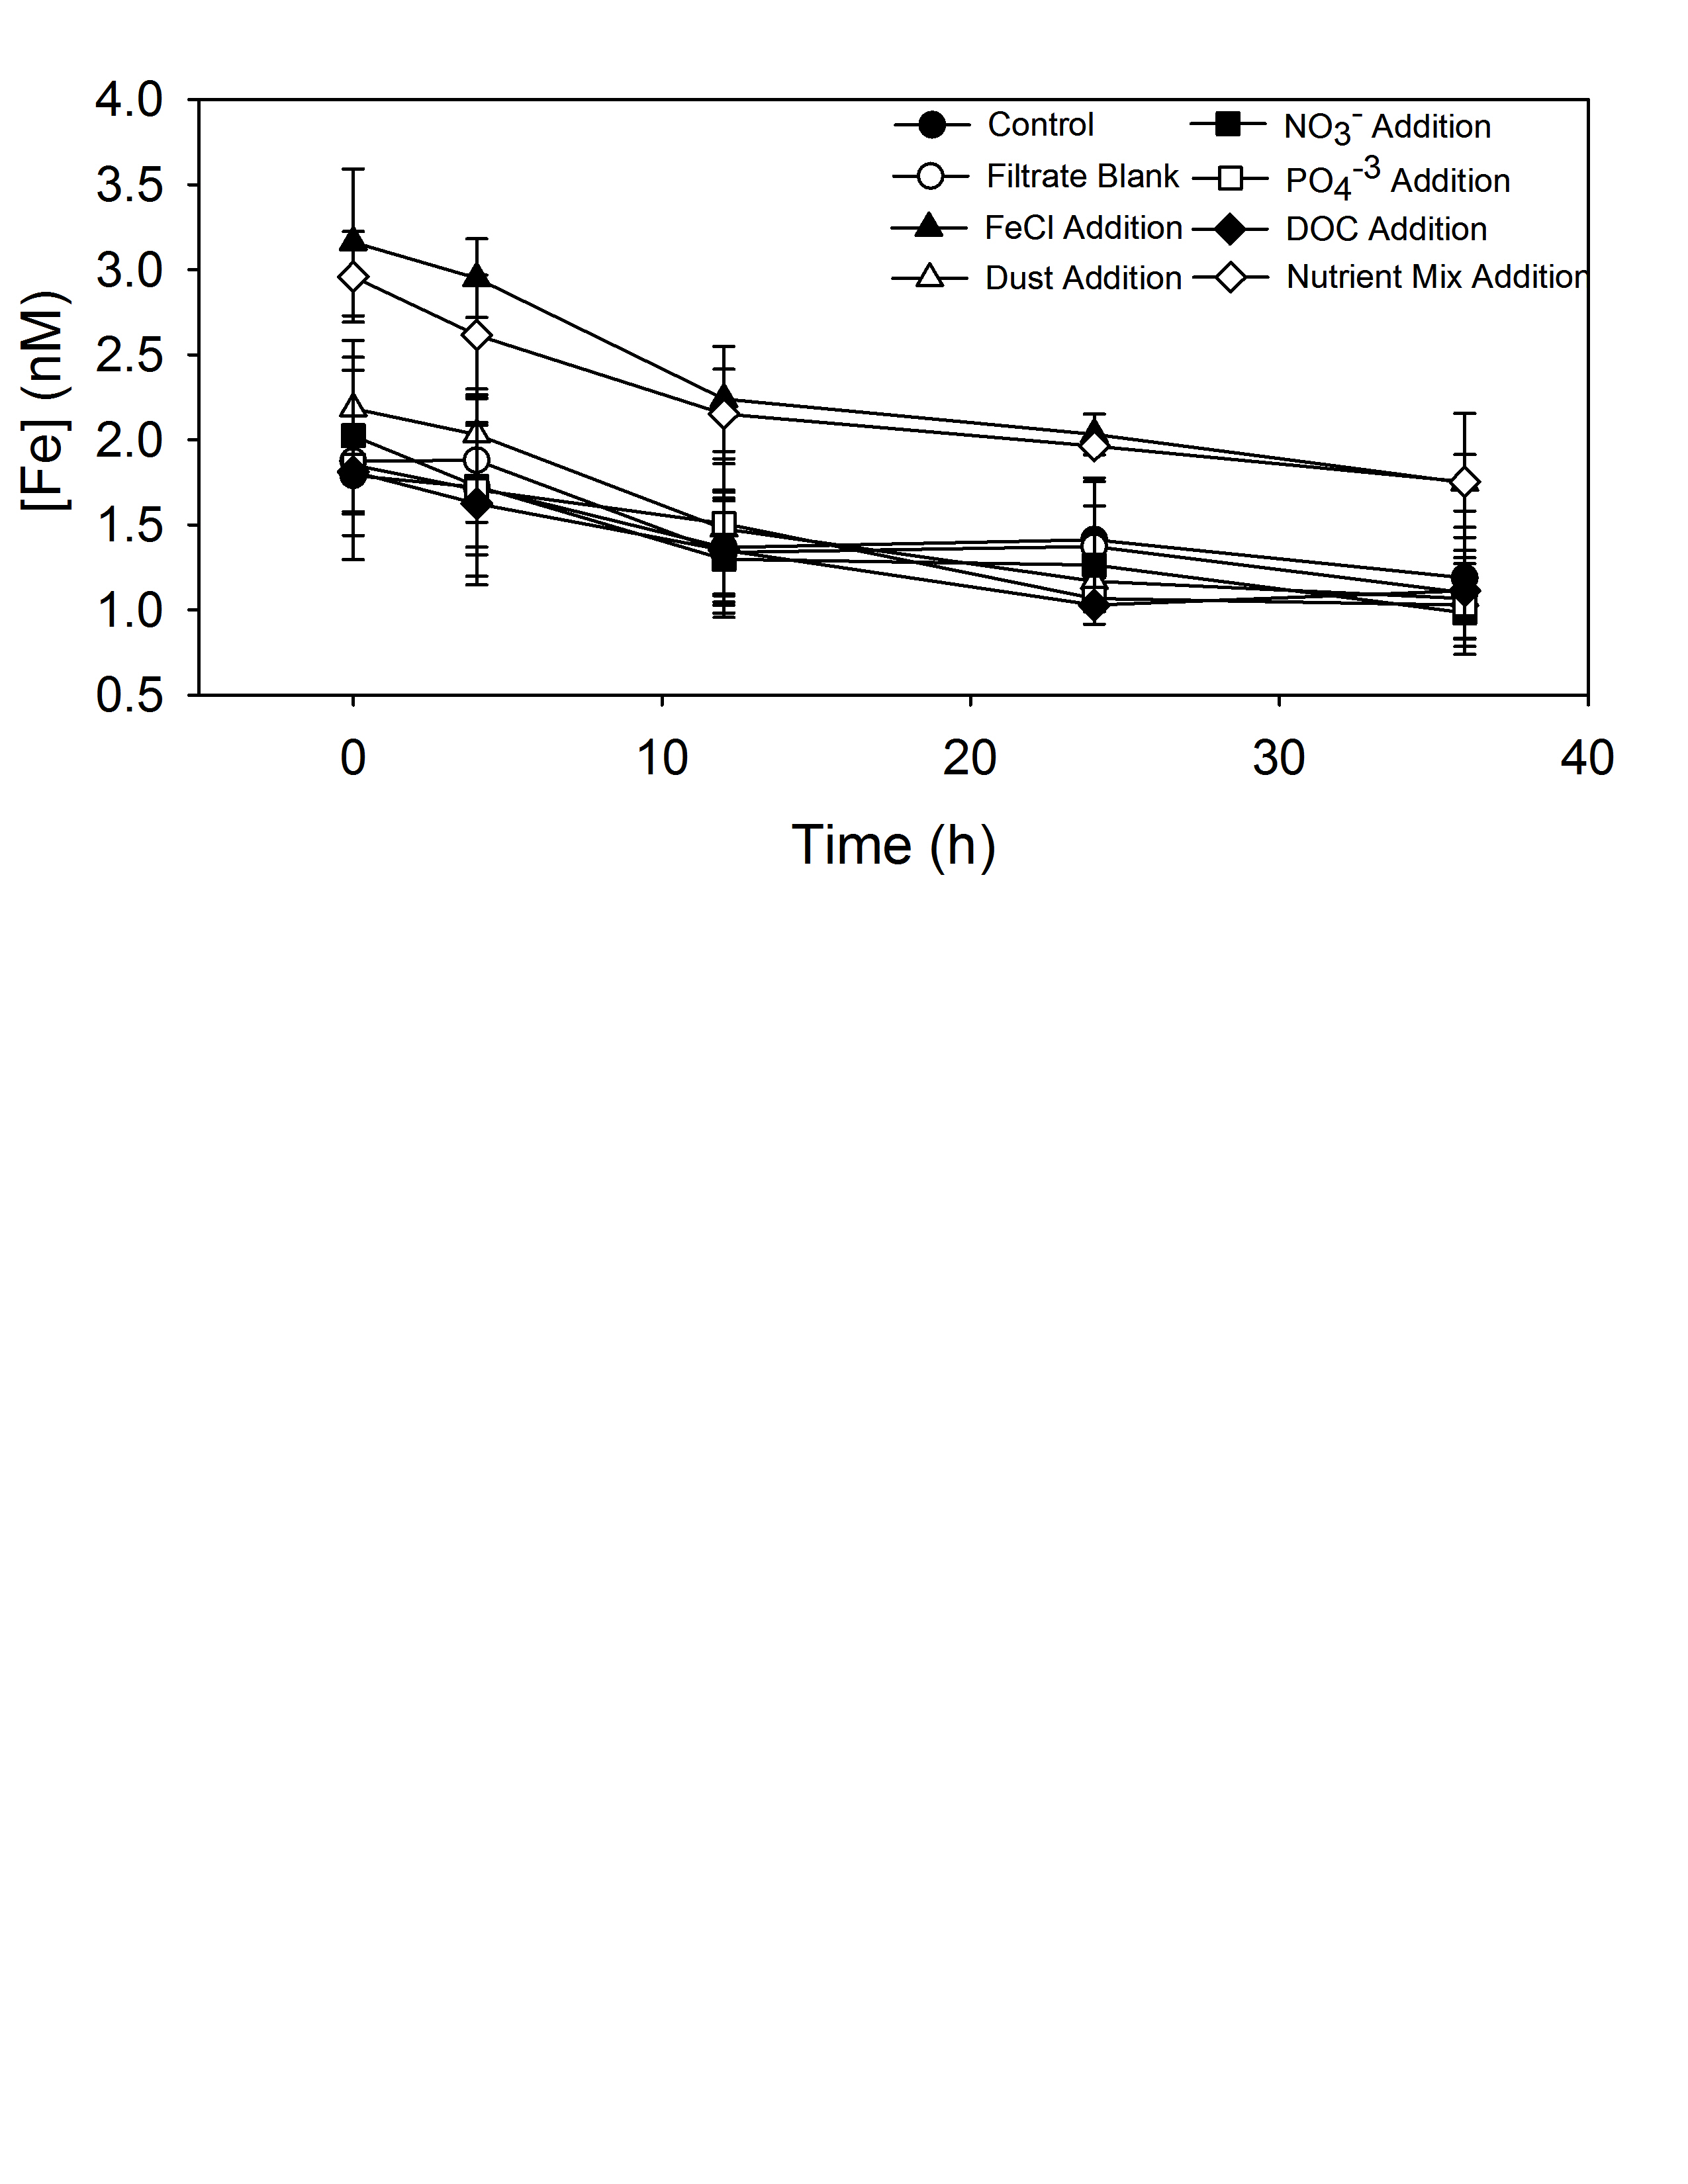 4.0
3.5
3.0
2.5
2.0
1.5
1.0
0.5
[Fe] (nM)
Control
Filtrate Blank
FeCl Addition
Dust Addition
NO3- Addition
PO4-3 Addition
DOC Addition
Nutrient Mix Addition
0 10 20 30 40
Time (h)